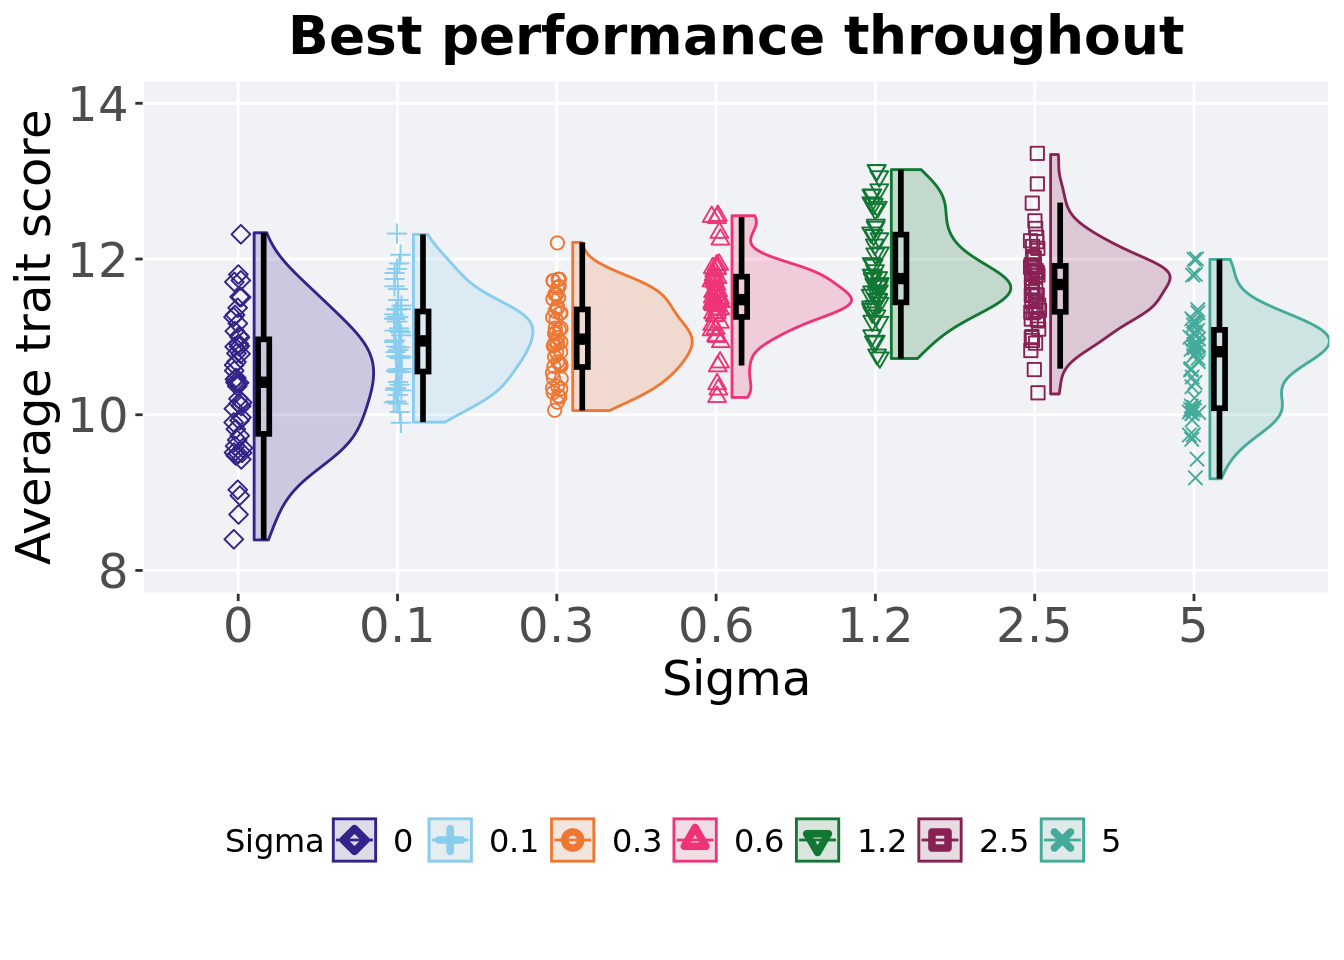 Best performance throughout
Average trait score
14
12
10
8
0 0.1 0.3 0.6 1.2 2.5 5
Sigma
Sigma 0 0.1 0.3 0.6 1.2 2.5 5